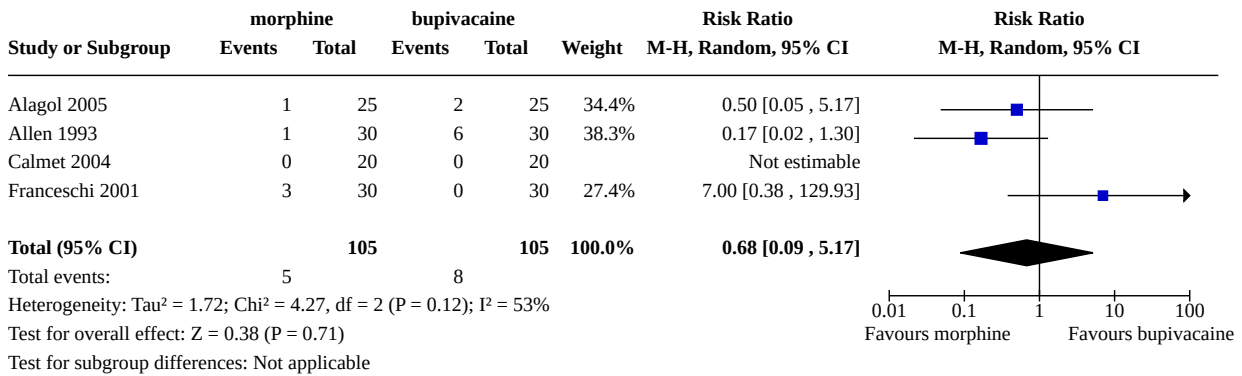 morphine bupivacaine Risk Ratio Risk Ratio
Study or Subgroup Events Total Events Total Weight M-H, Random, 95% CI M-H, Random, 95% CI
Alagol 2005 1 25 2 25 34.4% 0.50 [0.05 , 5.17]
Allen 1993 1 30 6 30 38.3% 0.17 [0.02 , 1.30]
Calmet 2004 0 20 0 20 Not estimable
Franceschi 2001 3 30 0 30 27.4% 7.00 [0.38 , 129.93]
Total (95% CI) 105 105 100.0% 0.68 [0.09 , 5.17]
Total events: 5 8
Heterogeneity: Tau² = 1.72; Chi² = 4.27, df = 2 (P = 0.12); I² = 53%
0.01 0.1 1 10 100
Test for overall effect: Z = 0.38 (P = 0.71)
Favours morphine Favours bupivacaine
Test for subgroup differences: Not applicable